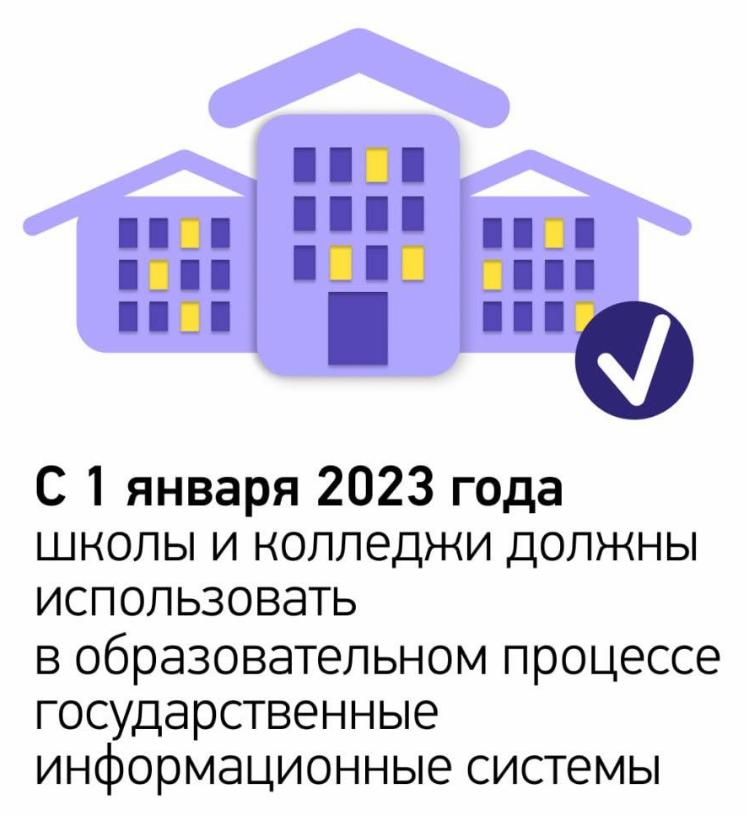 С 1 января 2023 года
школы и колледжи должны
использовать
в образовательном процессе
государственные
информационные системы